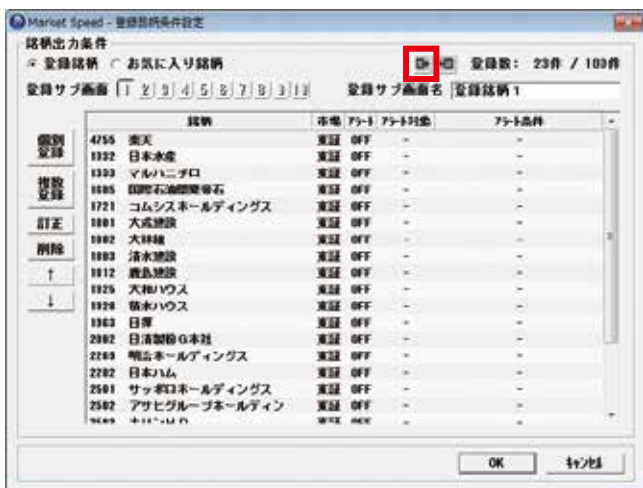 Market Speed - 登録銘柄条件設定
銘柄出力条件
登録銘柄 お気に入り銘柄 登録数: 23件 / 100件
登録サブ画面 1 2 3 4 5 6 7 8 9 10 登録サブ画面名 登録銘柄1
銘柄 市場 アラート アラート対象 アラート条件
個別登録
複数登録
訂正
削除
↑
↓
4755 楽天 東証 OFF - -
1332 日本水産 東証 OFF - -
1333 マルハニチロ 東証 OFF - -
1605 国際石油開発帝石 東証 OFF - -
1721 コムシスホールディングス 東証 OFF - -
1801 大成建設 東証 OFF - -
1802 大林組 東証 OFF - -
1803 清水建設 東証 OFF - -
1812 鹿島建設 東証 OFF - -
1925 大和ハウス 東証 OFF - -
1928 積水ハウス 東証 OFF - -
1963 日揮 東証 OFF - -
2002 日清製粉G本社 東証 OFF - -
2269 明治ホールディングス 東証 OFF - -
2282 日本ハム 東証 OFF - -
2501 サッポロホールディングス 東証 OFF - -
2502 アサヒグループホールディン 東証 OFF - -
OK キャンセル